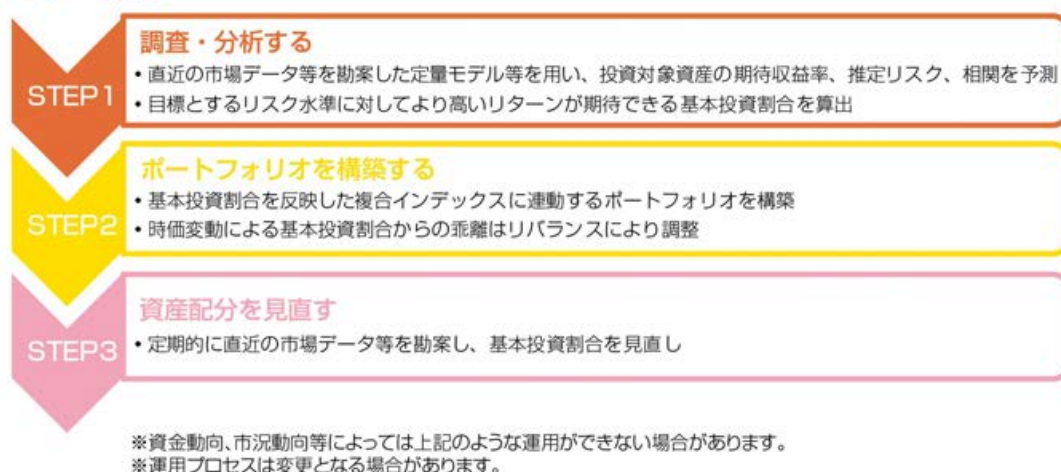 調査・分析する
STEP1
• 直近の市場データ等を勘案した定量モデル等を用い、投資対象資産の期待収益率、推定リスク、相関を予測
• 目標とするリスク水準に対してより高いリターンが期待できる基本投資割合を算出
ポートフォリオを構築する
STEP2
• 基本投資割合を反映した複合インデックスに連動するポートフォリオを構築
• 時価変動による基本投資割合からの乖離はリバランスにより調整
資産配分を見直す
STEP3
• 定期的に直近の市場データ等を勘案し、基本投資割合を見直し
※資金動向、市況動向等によっては上記のような運用ができない場合があります。
※運用プロセスは変更となる場合があります。